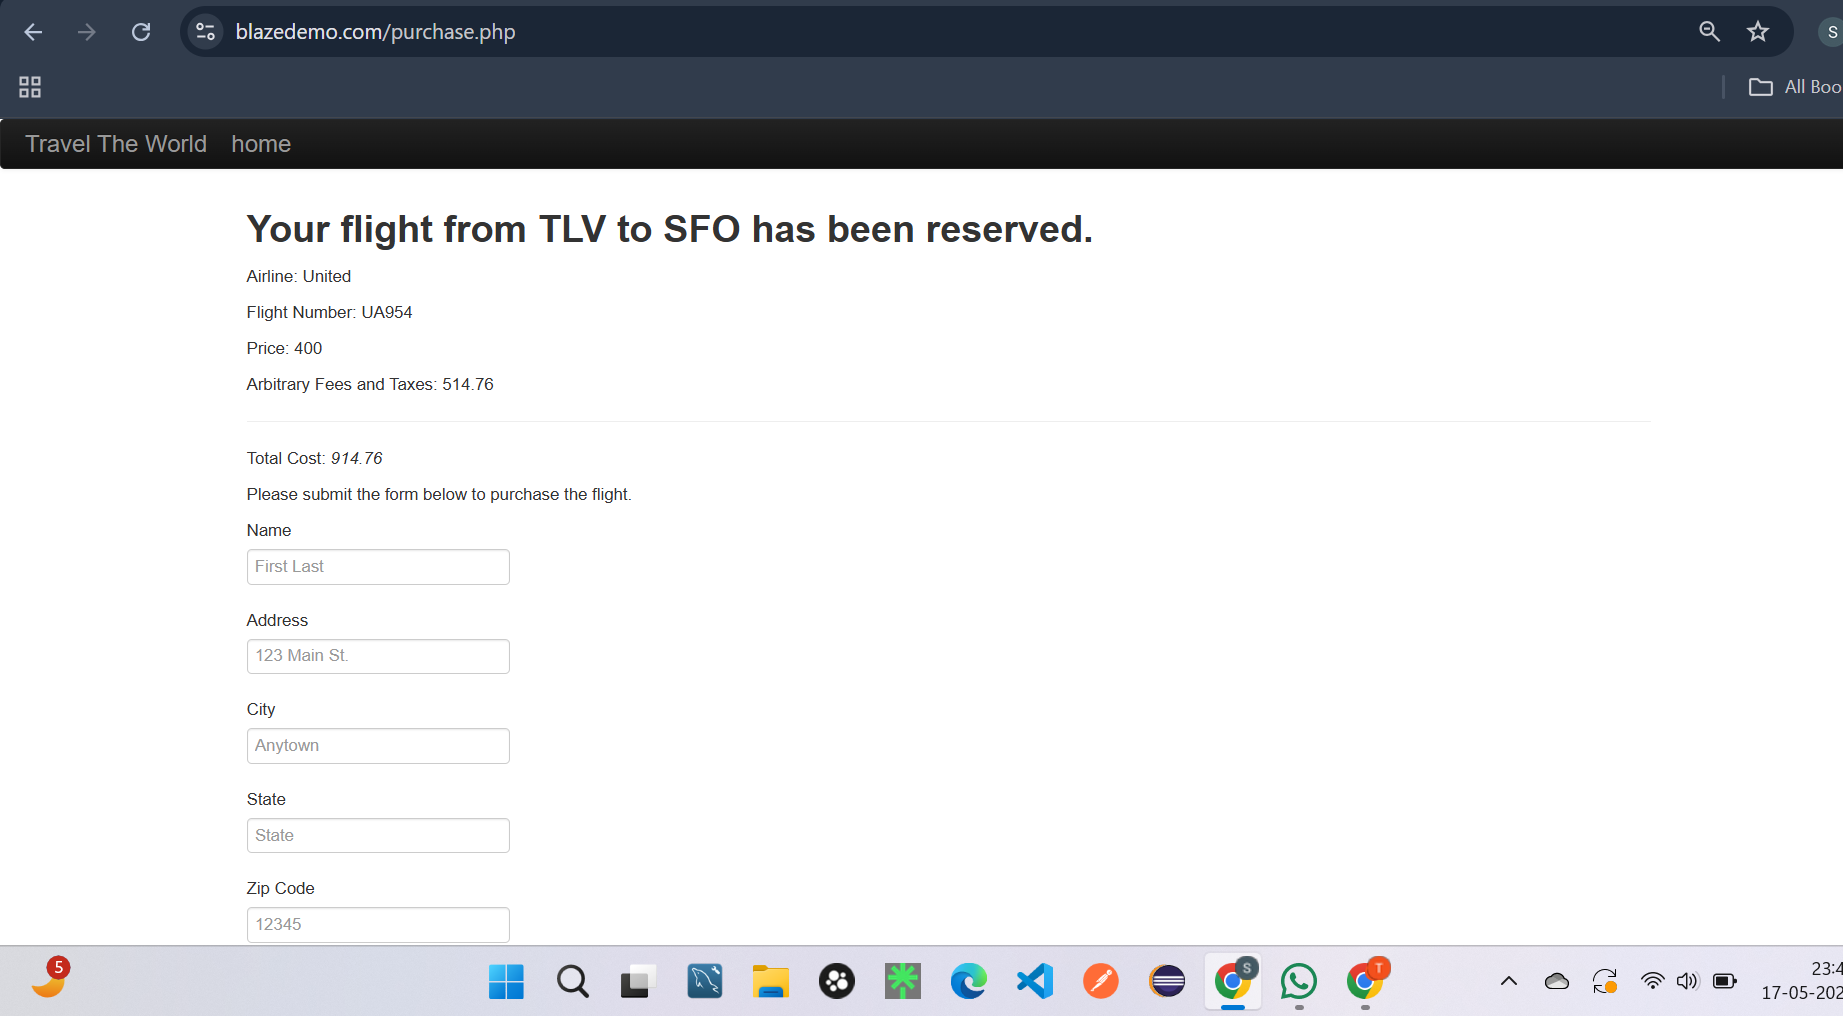 blazedemo.com/purchase.php
S
All Boo
Travel The World home
Your flight from TLV to SFO has been reserved.
Airline: United
Flight Number: UA954
Price: 400
Arbitrary Fees and Taxes: 514.76
Total Cost: 914.76
Please submit the form below to purchase the flight.
Name
First Last
Address
123 Main St.
City
Anytown
State
State
Zip Code
12345
5
S
T
23:4
17-05-202